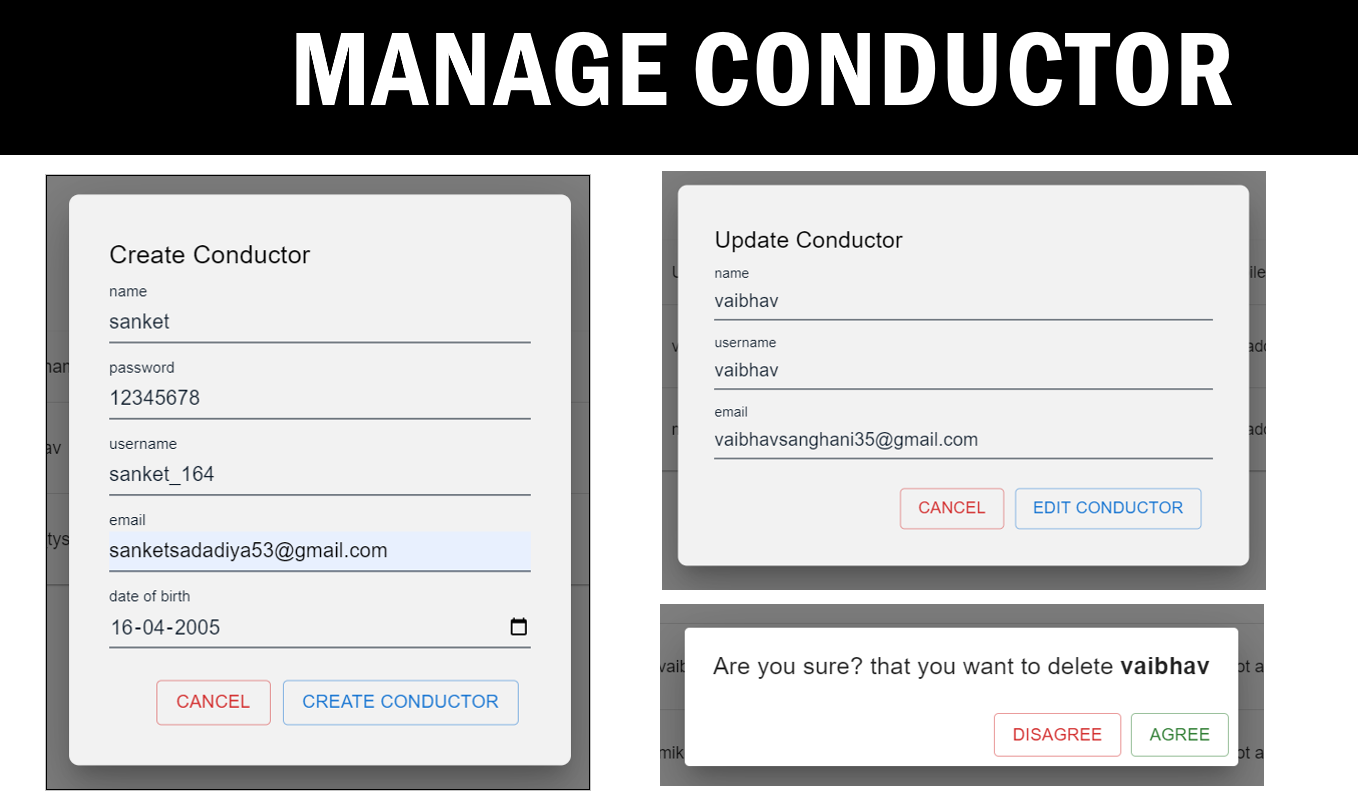 MANAGE CONDUCTOR
Create Conductor
name
sanket
password
12345678
username
sanket_164
email
sanketsadadiya53@gmail.com
date of birth
16-04-2005
CANCEL CREATE CONDUCTOR
Update Conductor
name
vaibhav
username
vaibhav
email
vaibhavsanghani35@gmail.com
CANCEL EDIT CONDUCTOR
Are you sure? that you want to delete vaibhav
DISAGREE AGREE